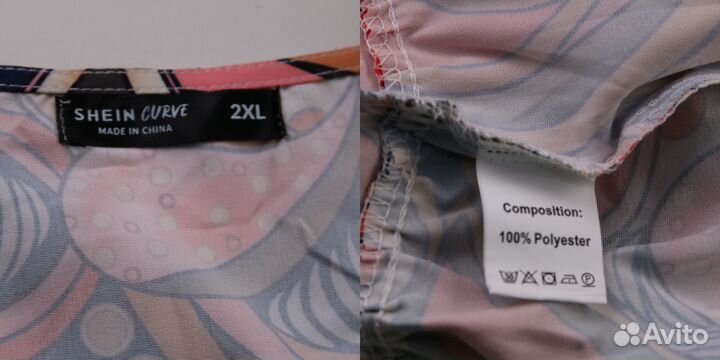 SHEIN CURVE 2XL
MADE IN CHINA
Composition:
100% Polyester
Avito